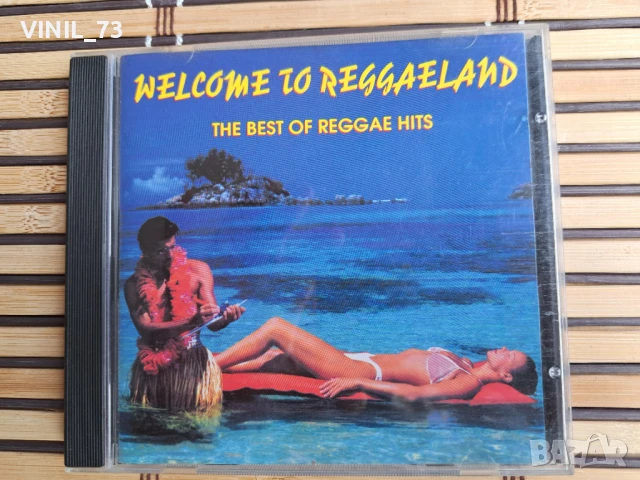 VINIL_73
WELCOME TO REGGAELAND
THE BEST OF REGGAE HITS
BAZAR